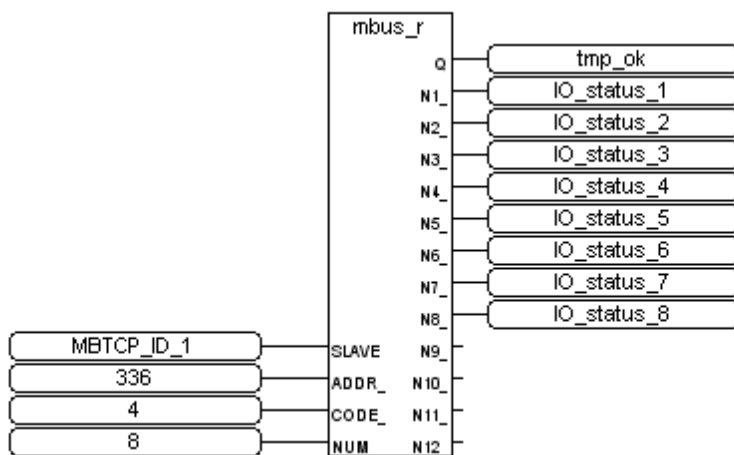 mbus_r
Q tmp_ok
N1_ IO_status_1
N2_ IO_status_2
N3_ IO_status_3
N4_ IO_status_4
N5_ IO_status_5
N6_ IO_status_6
N7_ IO_status_7
N8_ IO_status_8
MBTCP_ID_1 SLAVE N9_
336 ADDR_ N10_
4 CODE_ N11_
8 NUM N12